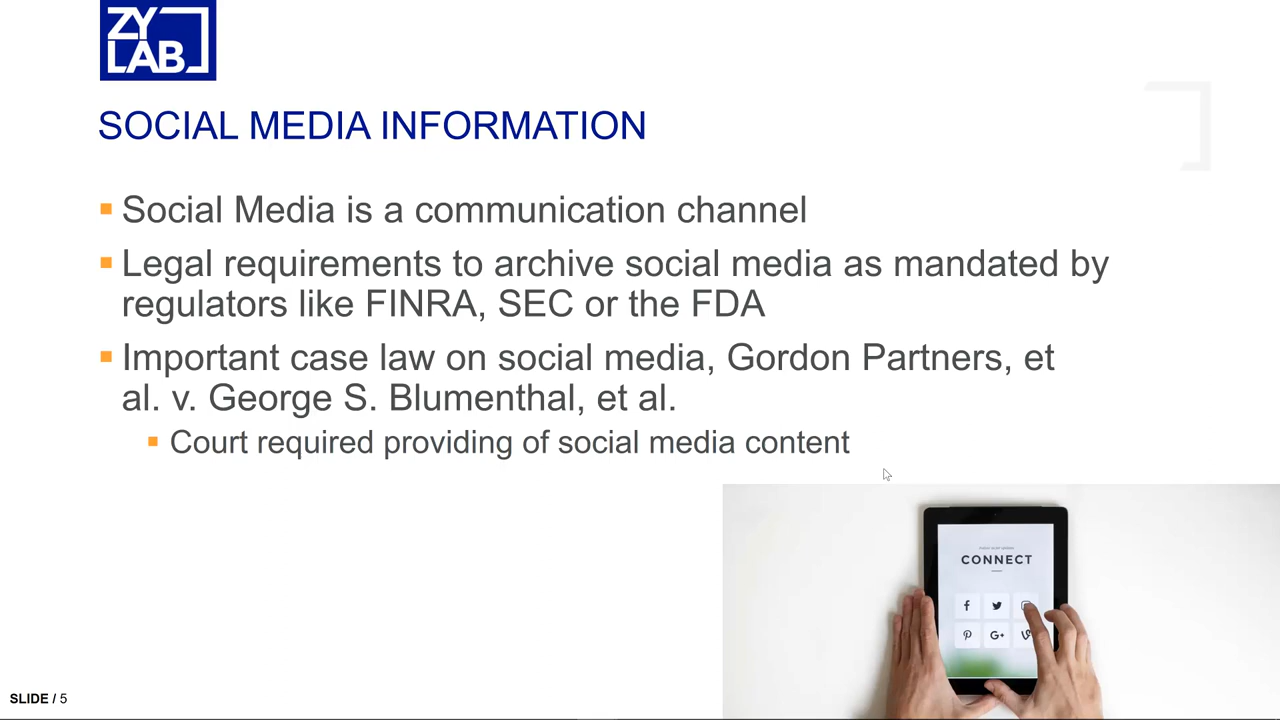 ZY
LAB
SOCIAL MEDIA INFORMATION
Social Media is a communication channel
Legal requirements to archive social media as mandated by
regulators like FINRA, SEC or the FDA
Important case law on social media, Gordon Partners, et
al. v. George S. Blumenthal, et al.
Court required providing of social media content
CONNECT
SLIDE / 5